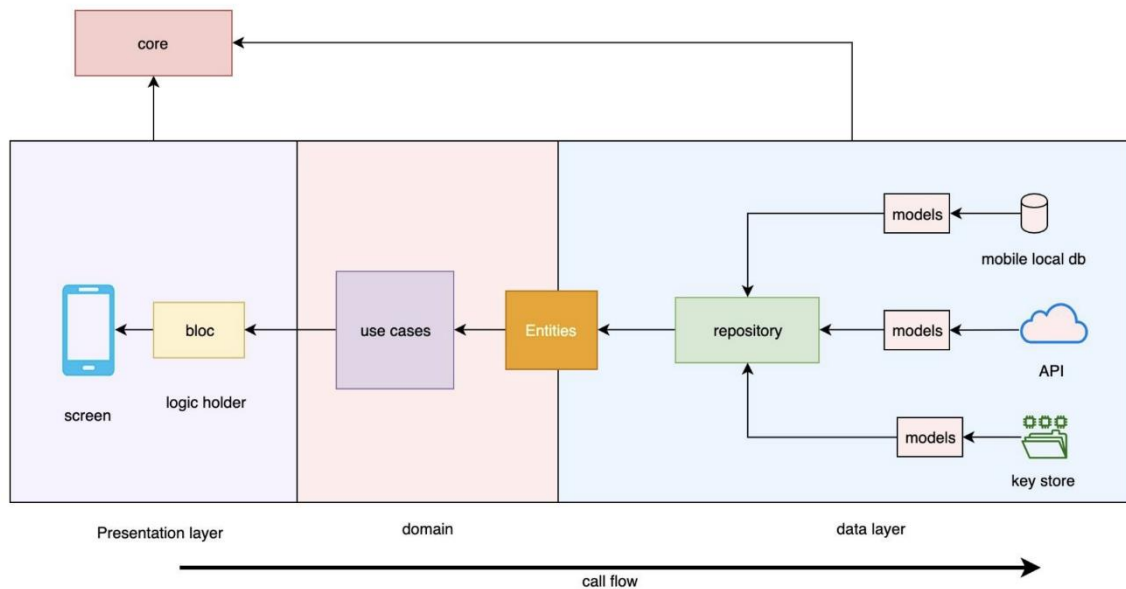 core
models
mobile local db
bloc
use cases
Entities
repository
models
logic holder
screen
API
models
key store
Presentation layer
domain
data layer
call flow